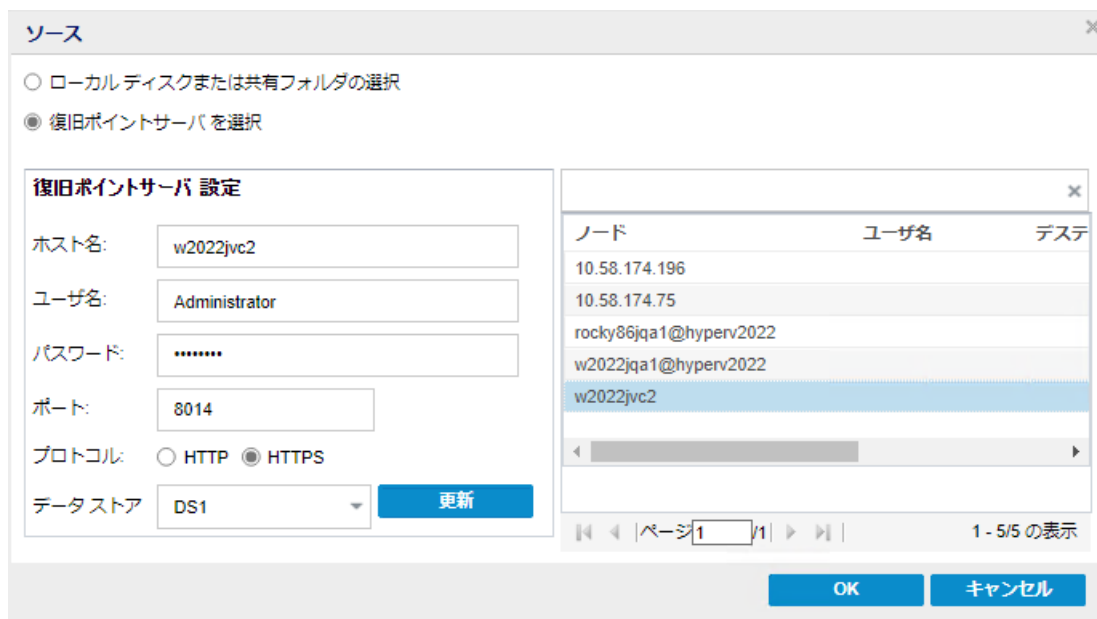 ソース
ローカル ディスクまたは共有フォルダの選択
復旧ポイントサーバ を選択
復旧ポイントサーバ 設定
ホスト名: w2022jvc2
ユーザ名: Administrator
パスワード: ••••••••
ポート: 8014
プロトコル: HTTP HTTPS
データストア DS1 更新
ノード ユーザ名 デステ
10.58.174.196
10.58.174.75
rocky86jqa1@hyperv2022
w2022jqa1@hyperv2022
w2022jvc2
ページ 1 /1 1 - 5/5 の表示
OK キャンセル